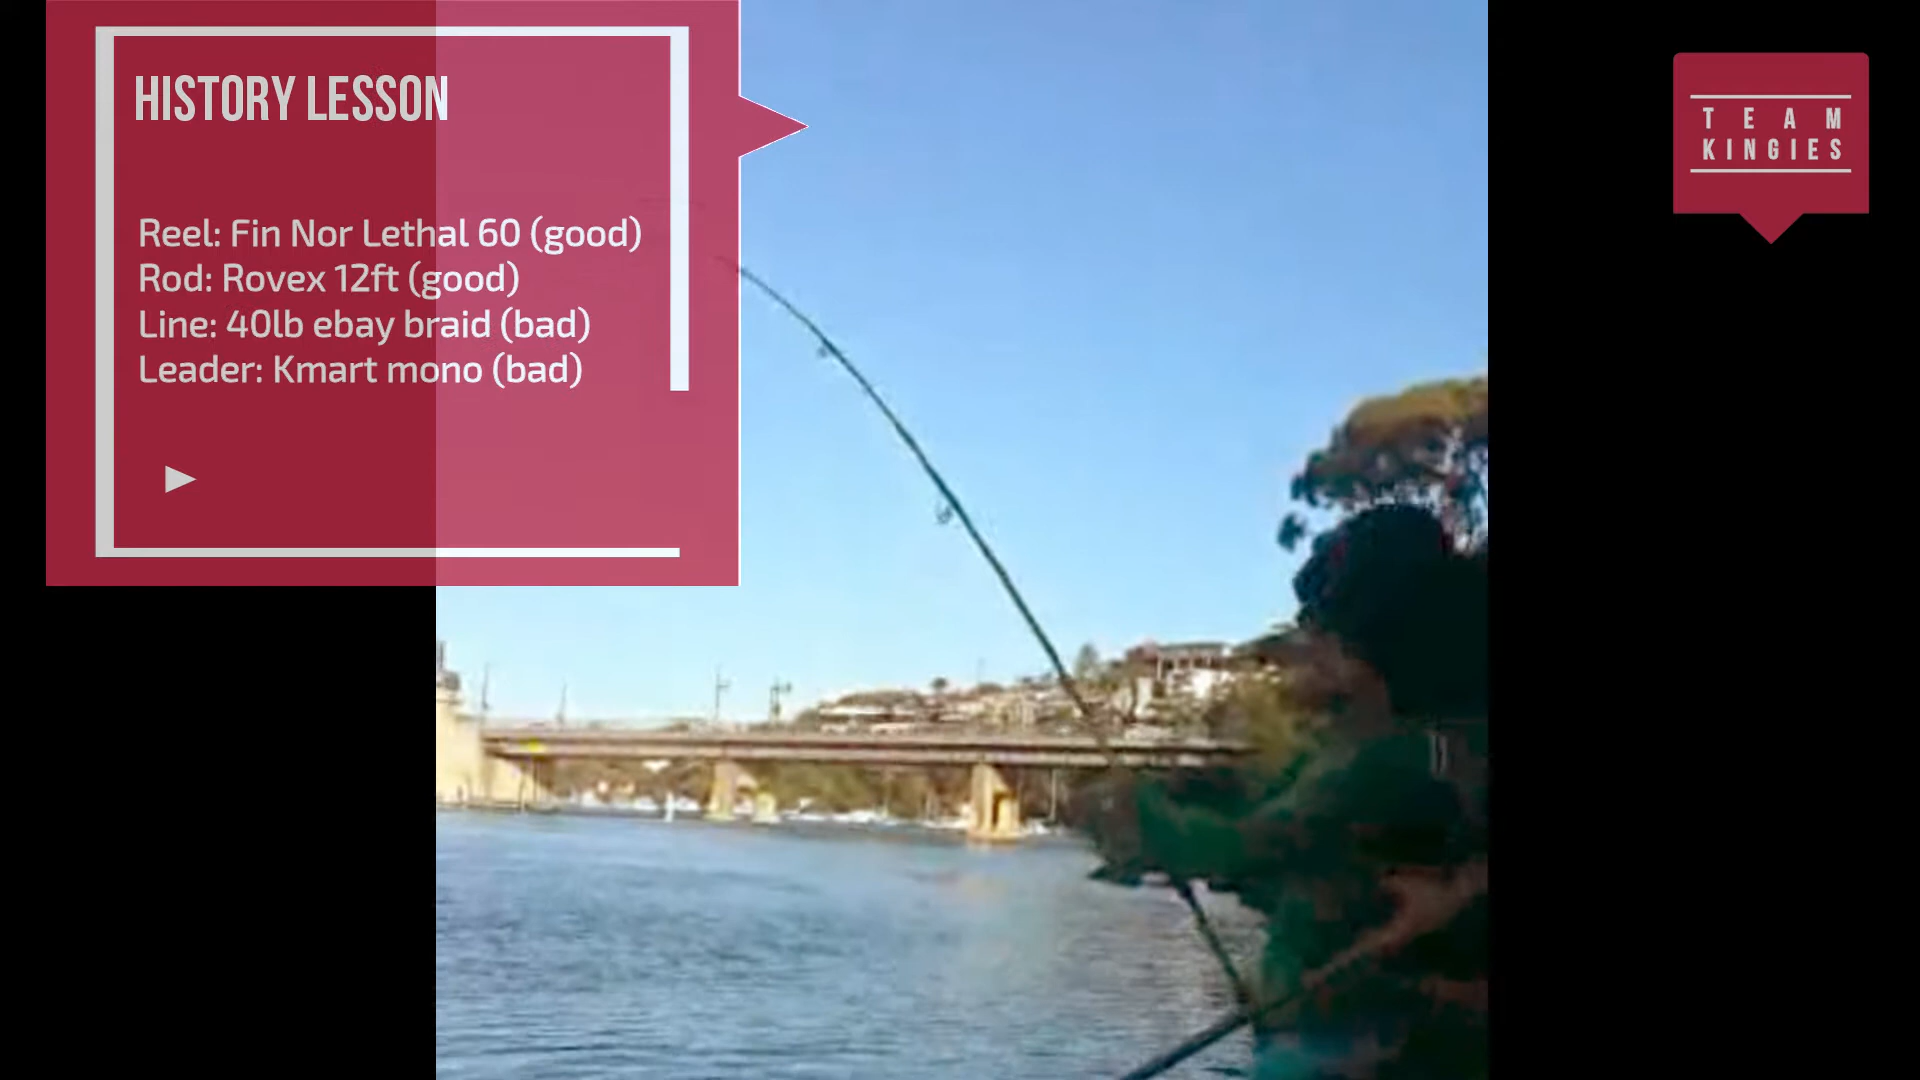 HISTORY LESSON
Reel: Fin Nor Lethal 60 (good)
Rod: Rovex 12ft (good)
Line: 40lb ebay braid (bad)
Leader: Kmart mono (bad)
TEAM
KINGIES